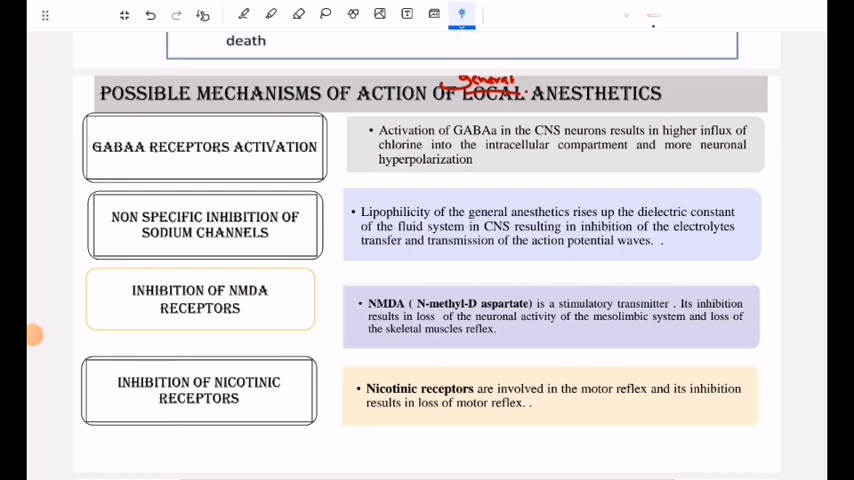 death
general
POSSIBLE MECHANISMS OF ACTION OF LOCAL ANESTHETICS
GABAA RECEPTORS ACTIVATION
• Activation of GABAa in the CNS neurons results in higher influx of
chlorine into the intracellular compartment and more neuronal
hyperpolarization
NON SPECIFIC INHIBITION OF
SODIUM CHANNELS
• Lipophilicity of the general anesthetics rises up the dielectric constant
of the fluid system in CNS resulting in inhibition of the electrolytes
transfer and transmission of the action potential waves. .
INHIBITION OF NMDA
RECEPTORS
• NMDA ( N-methyl-D aspartate) is a stimulatory transmitter . Its inhibition
results in loss of the neuronal activity of the mesolimbic system and loss of
the skeletal muscles reflex.
INHIBITION OF NICOTINIC
RECEPTORS
• Nicotinic receptors are involved in the motor reflex and its inhibition
results in loss of motor reflex. .